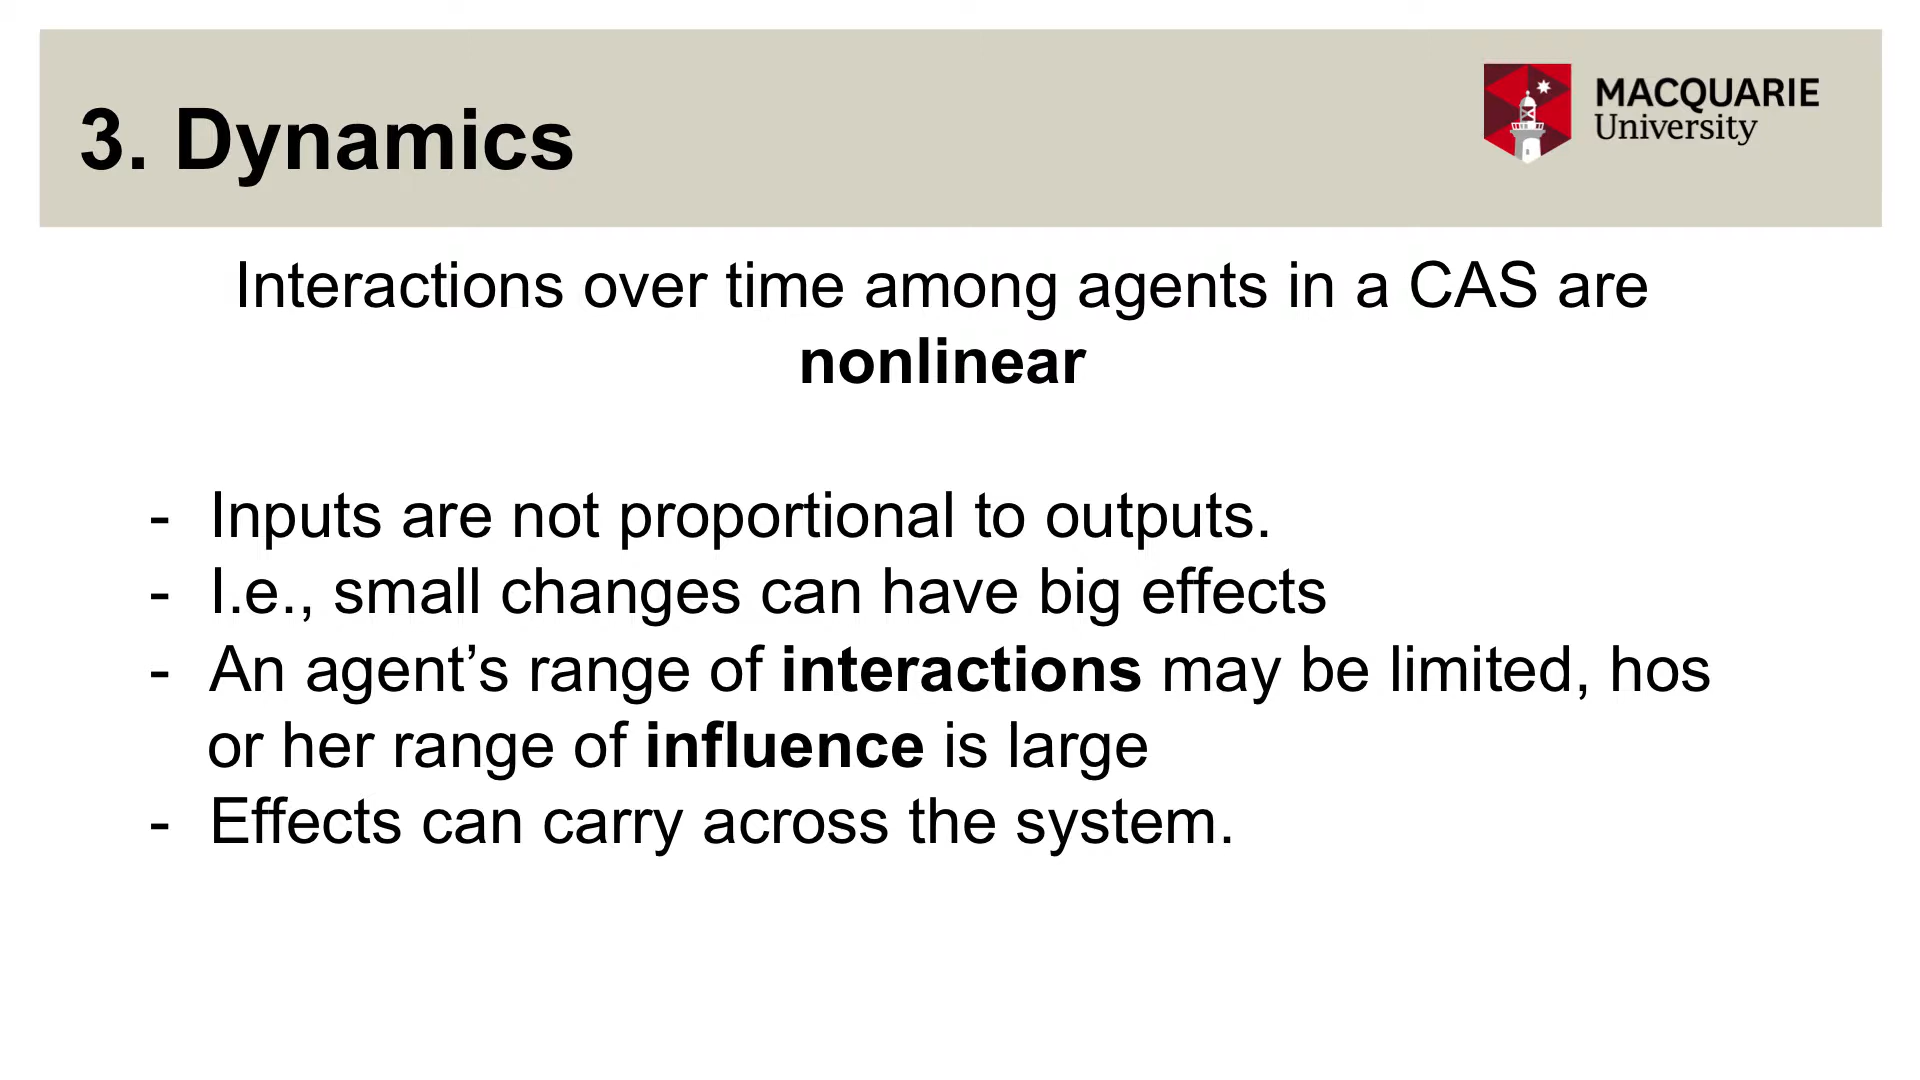 3. Dynamics
MACQUARIE
University
Interactions over time among agents in a CAS are
nonlinear
- Inputs are not proportional to outputs.
- I.e., small changes can have big effects
- An agent’s range of interactions may be limited, hos
or her range of influence is large
- Effects can carry across the system.